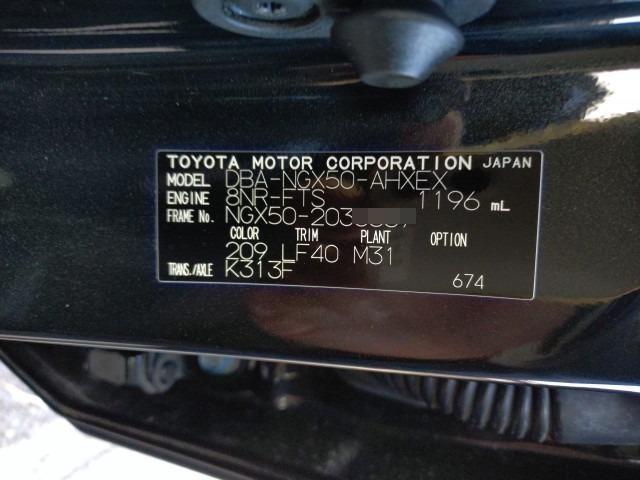 TOYOTA MOTOR CORPORATION JAPAN
MODEL DBA-NGX50-AHXEX
ENGINE 8NR-FTS 1196 mL
FRAME No. NGX50-203
COLOR TRIM PLANT OPTION
209 LF40 M31
TRANS./AXLE K313F
674